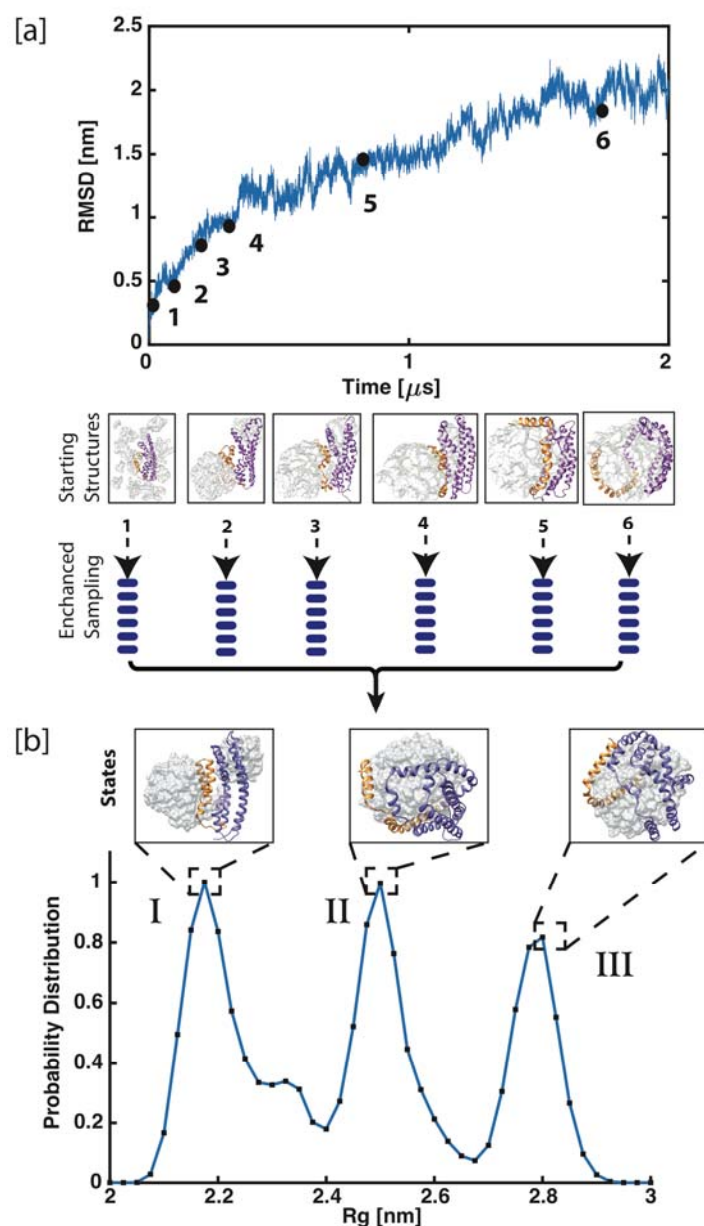 [a]
2.5
2
1.5
1
0.5
0
RMSD [nm]
1
2
3
4
5
6
0 1 2
Time [μs]
Starting
Structures
1 2 3 4 5 6
Enchanced
Sampling
[b]
States
I II III
1
0.8
0.6
0.4
0.2
0
Probability Distribution
2 2.2 2.4 2.6 2.8 3
Rg [nm]